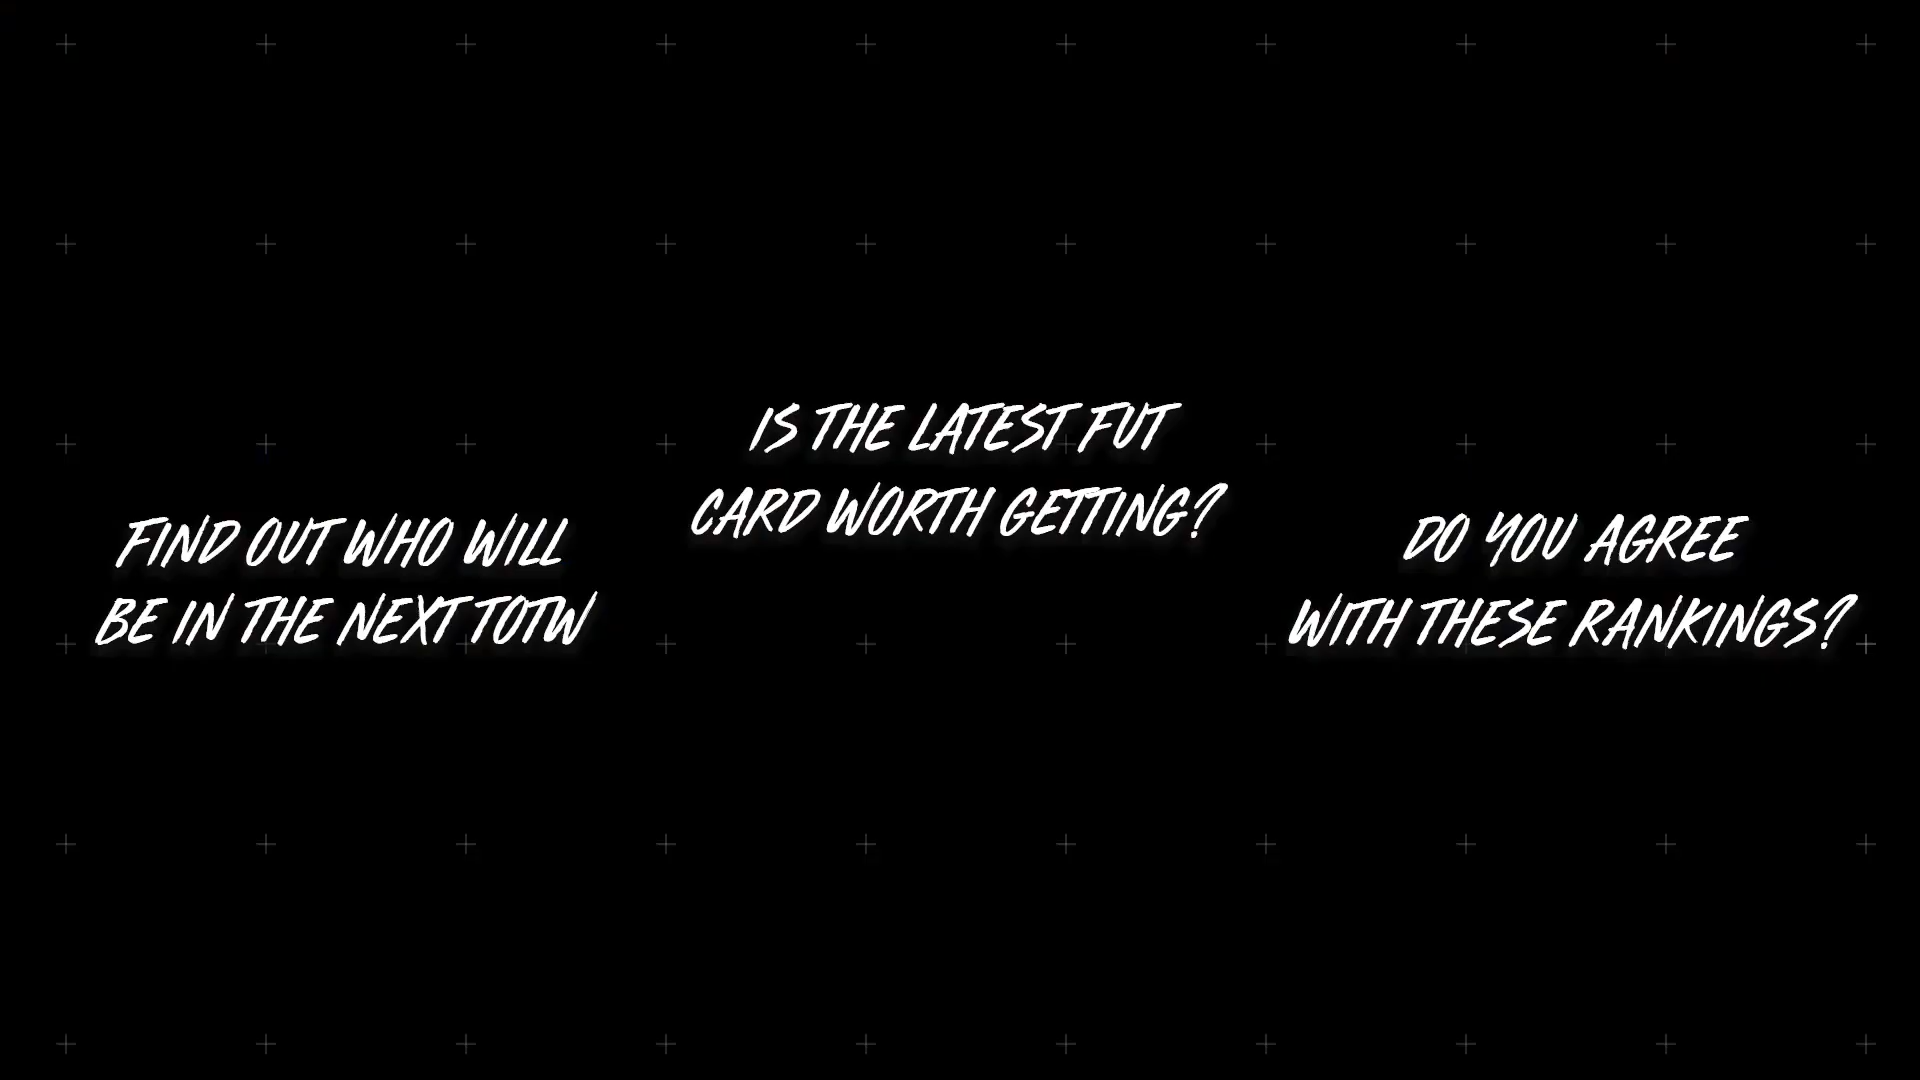 FIND OUT WHO WILL
BE IN THE NEXT TOTW
IS THE LATEST FUT
CARD WORTH GETTING?
DO YOU AGREE
WITH THESE RANKINGS?